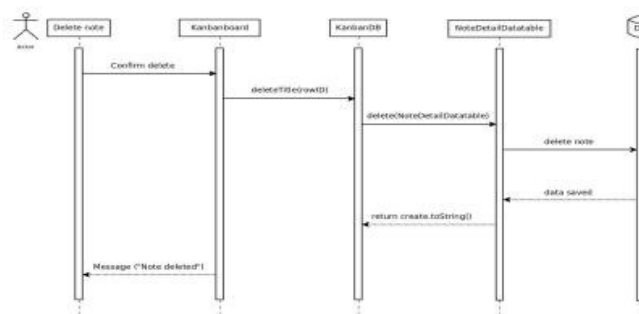 Delete note
Kanbanboard
KanbanDB
NoteDetailDatatable
D
Confirm delete
deleteTitle(rowID)
delete(NoteDetailDatatable)
delete note
data saved
return create.toString()
Message ("Note deleted")